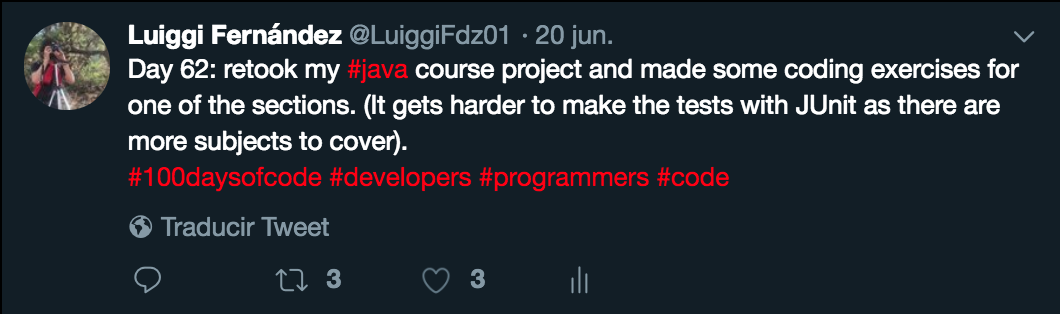 Luiggi Fernández @LuiggiFdz01 · 20 jun.
Day 62: retook my #java course project and made some coding exercises for
one of the sections. (It gets harder to make the tests with JUnit as there are
more subjects to cover).
#100daysofcode #developers #programmers #code
Traducir Tweet
3 3